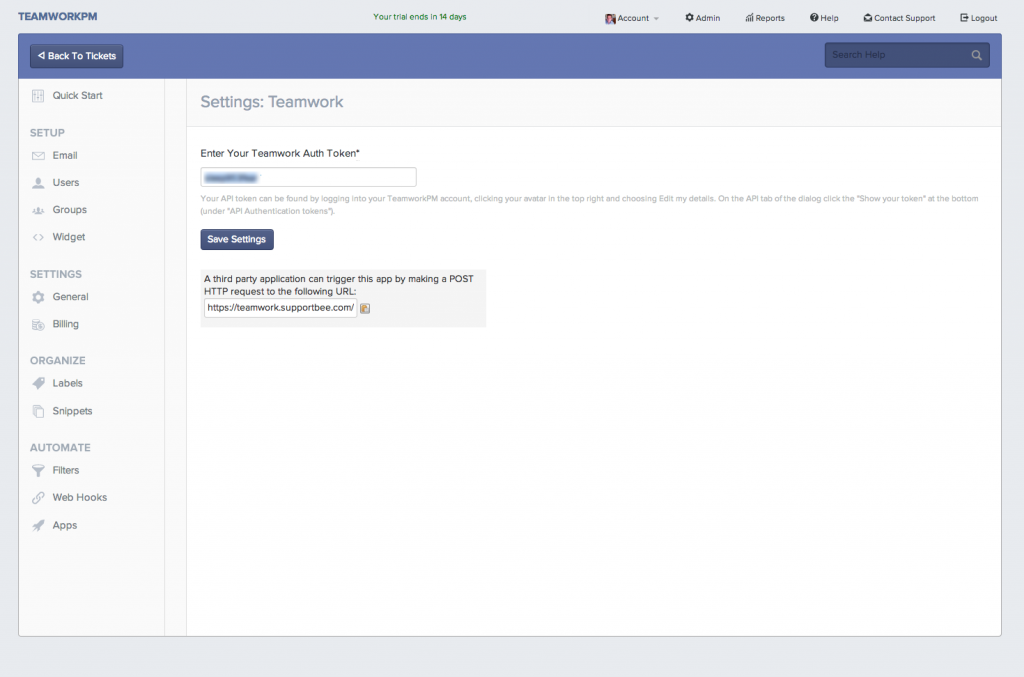 TEAMWORKPM
Your trial ends in 14 days
Account
Admin
Reports
Help
Contact Support
Logout
Back To Tickets
Search Help
Quick Start
SETUP
Email
Users
Groups
Widget
SETTINGS
General
Billing
ORGANIZE
Labels
Snippets
AUTOMATE
Filters
Web Hooks
Apps
Settings: Teamwork
Enter Your Teamwork Auth Token*
Your API token can be found by logging into your TeamworkPM account, clicking your avatar in the top right and choosing Edit my details. On the API tab of the dialog click the "Show your token" at the bottom
(under "API Authentication tokens").
Save Settings
A third party application can trigger this app by making a POST
HTTP request to the following URL:
https://teamwork.supportbee.com/